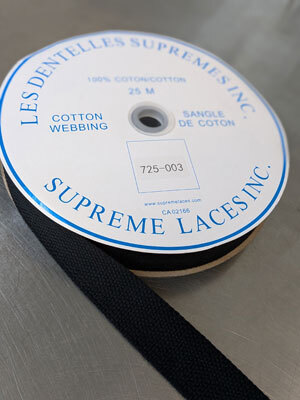 LES DENTELLES SUPREMES INC.
100% COTON/COTTON
25 M
COTTON WEBBING
SANGLE DE COTON
725-003
www.supremelaces.com
CA02156
SUPREME LACES INC.